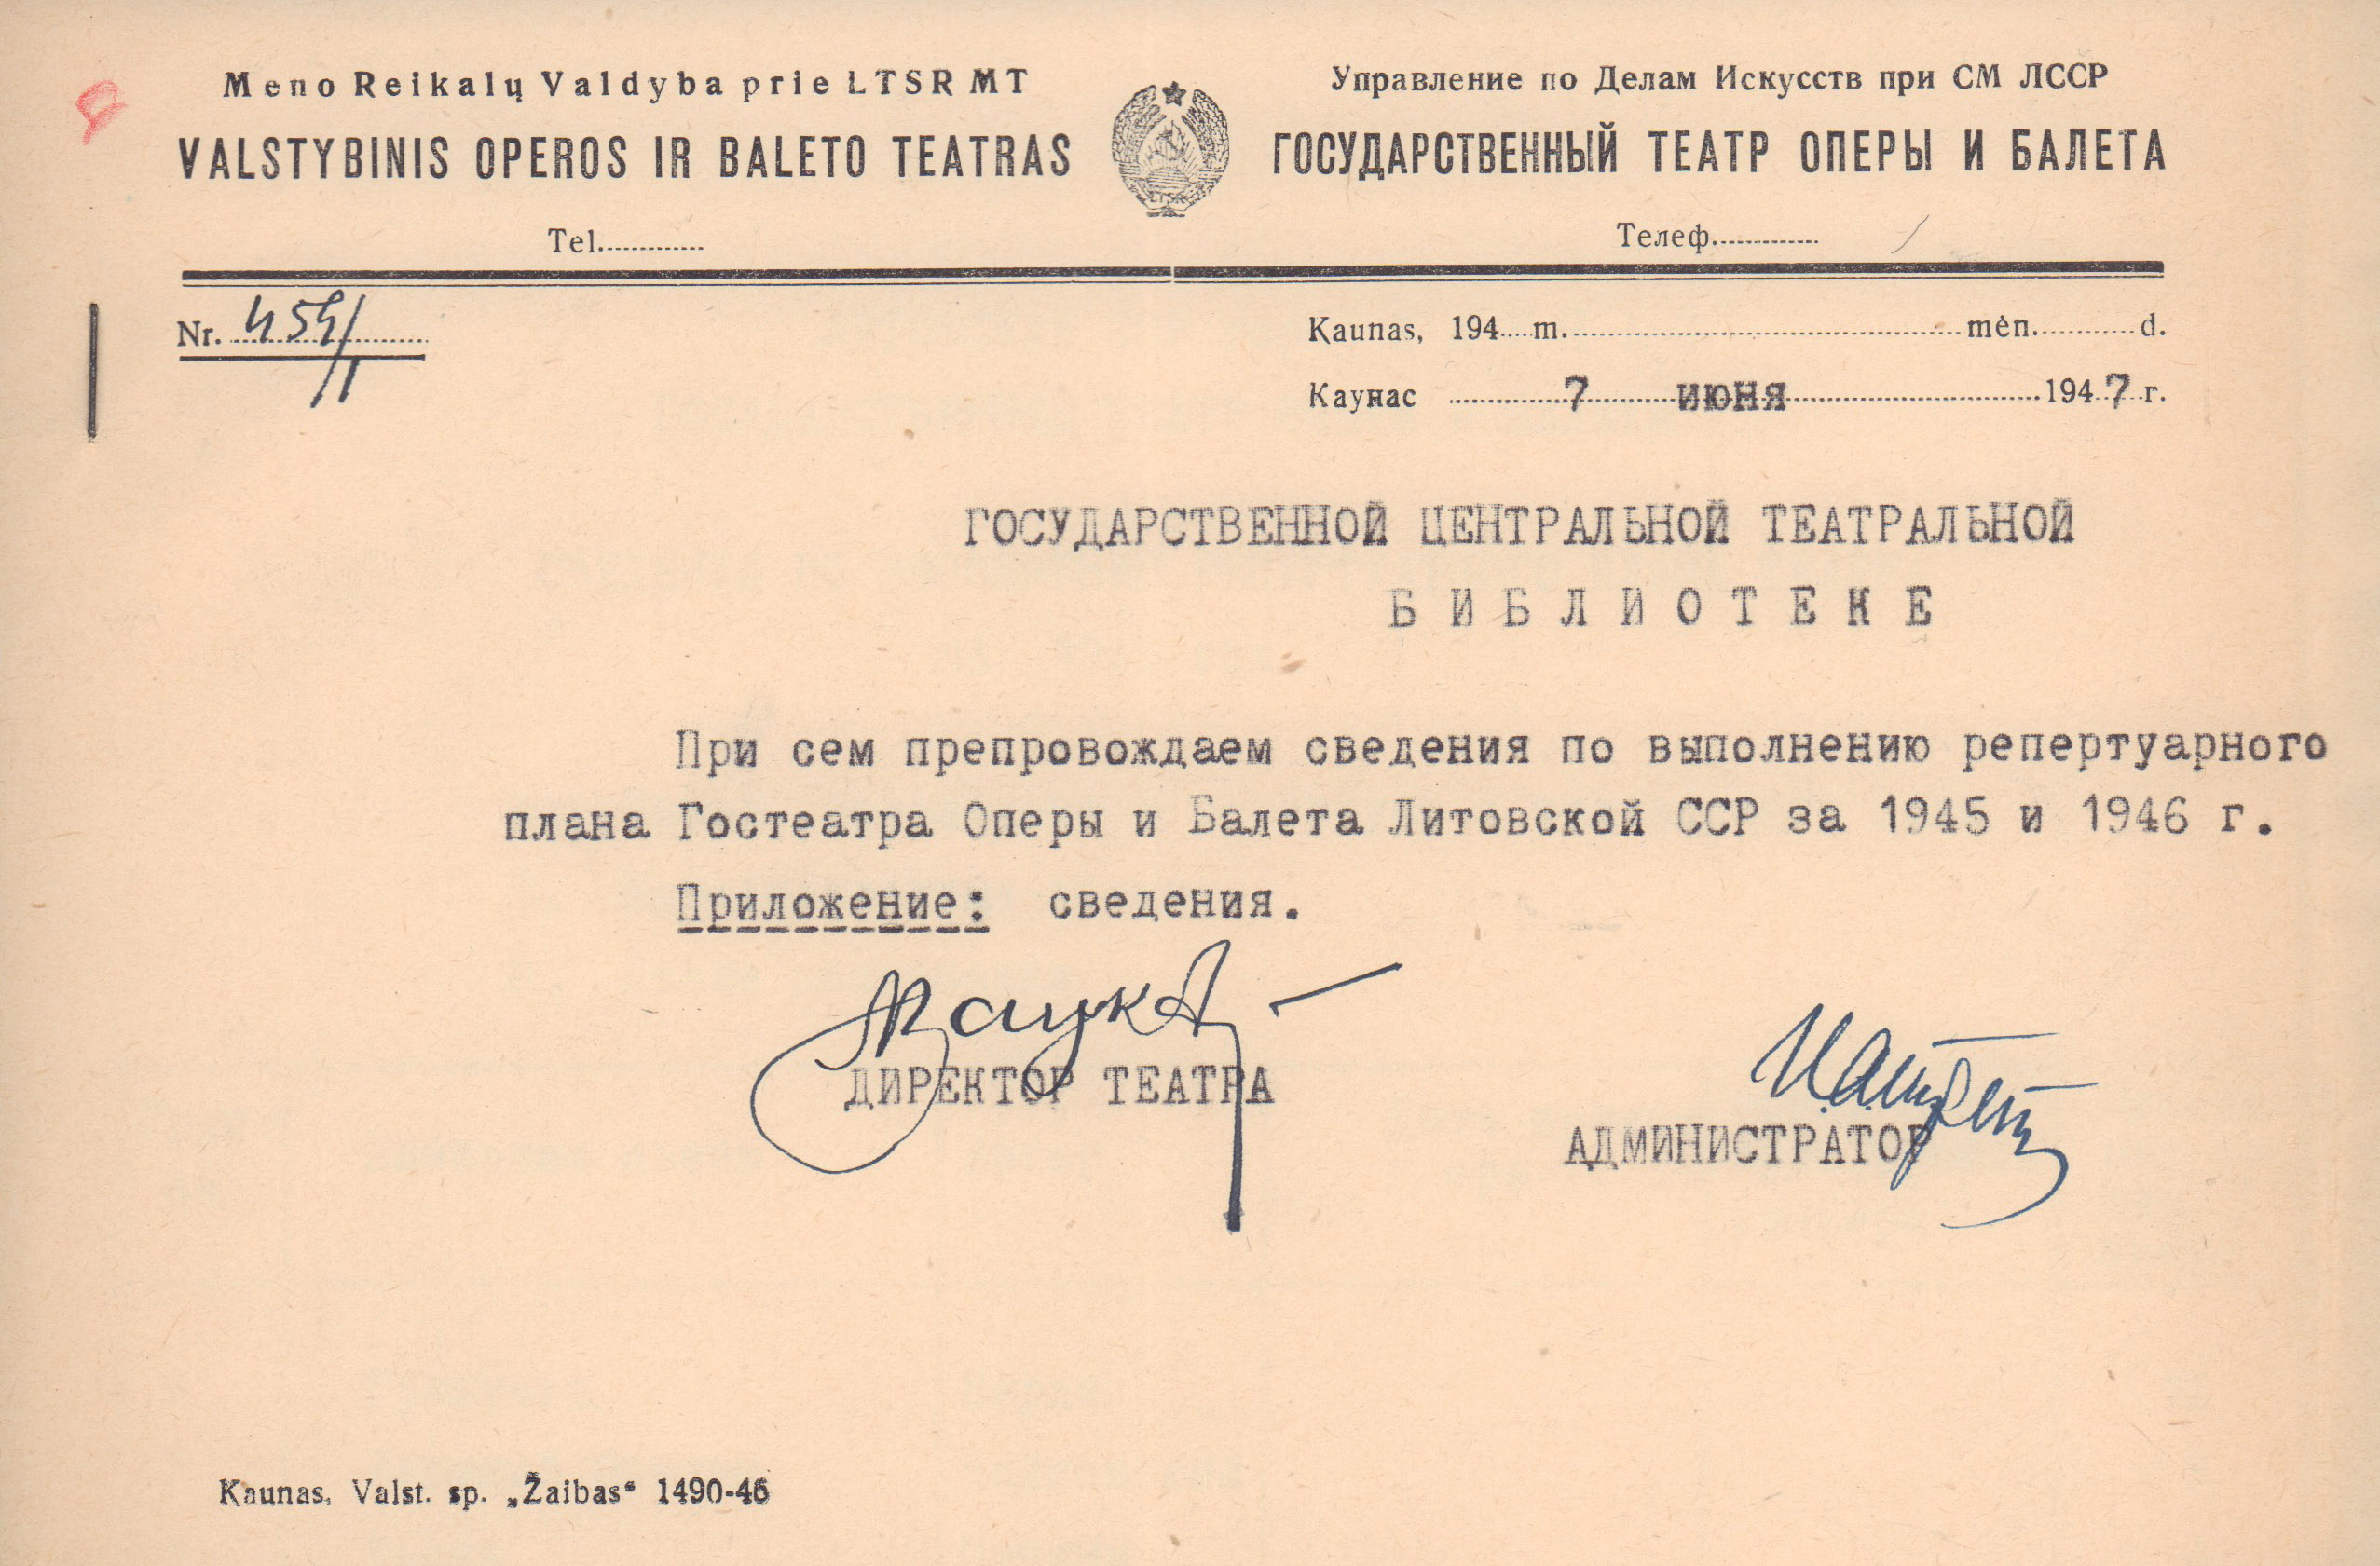 Meno Reikalų Valdyba prie LTSR MT
VALSTYBINIS OPEROS IR BALETO TEATRAS
Tel.............
Управление по Делам Искусств при СМ ЛССР
ГОСУДАРСТВЕННЫЙ ТЕАТР ОПЕРЫ И БАЛЕТА
Телеф.............
LTSR
Nr.
Kaunas, 194....m. mėn. d.
Каунас 7 июня 1947 г.
ГОСУДАРСТВЕННОЙ ЦЕНТРАЛЬНОЙ ТЕАТРАЛЬНОЙ
Б И Б Л И О Т Е К Е
При сем препровождаем сведения по выполнению репертуарного
плана Гостеатра Оперы и Балета Литовской ССР за 1945 и 1946 г.
Приложение: сведения.
ДИРЕКТОР ТЕАТРА
АДМИНИСТРАТОР
Kaunas, Valst. sp. „Žaibas“ 1490-46